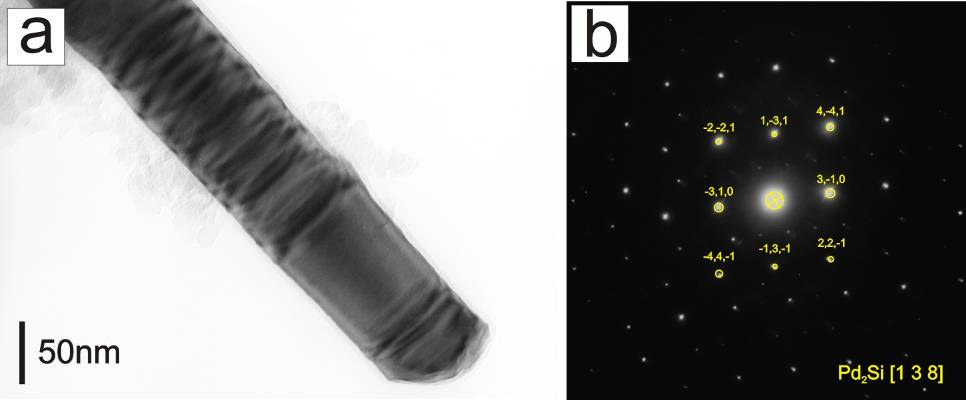 a
b
50nm
-2,-2,1
1,-3,1
4,-4,1
-3,1,0
3,-1,0
-4,4,-1
-1,3,-1
2,2,-1
Pd₂Si [1 3 8]